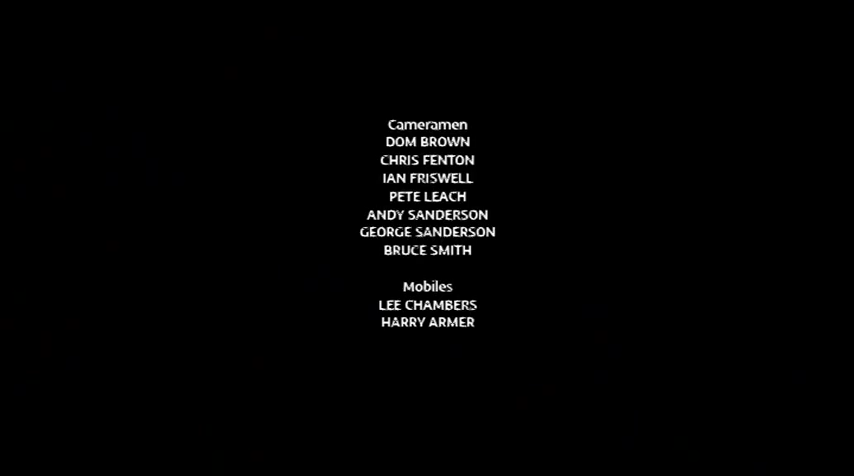 Cameramen
DOM BROWN
CHRIS FENTON
IAN FRISWELL
PETE LEACH
ANDY SANDERSON
GEORGE SANDERSON
BRUCE SMITH
Mobiles
LEE CHAMBERS
HARRY ARMER